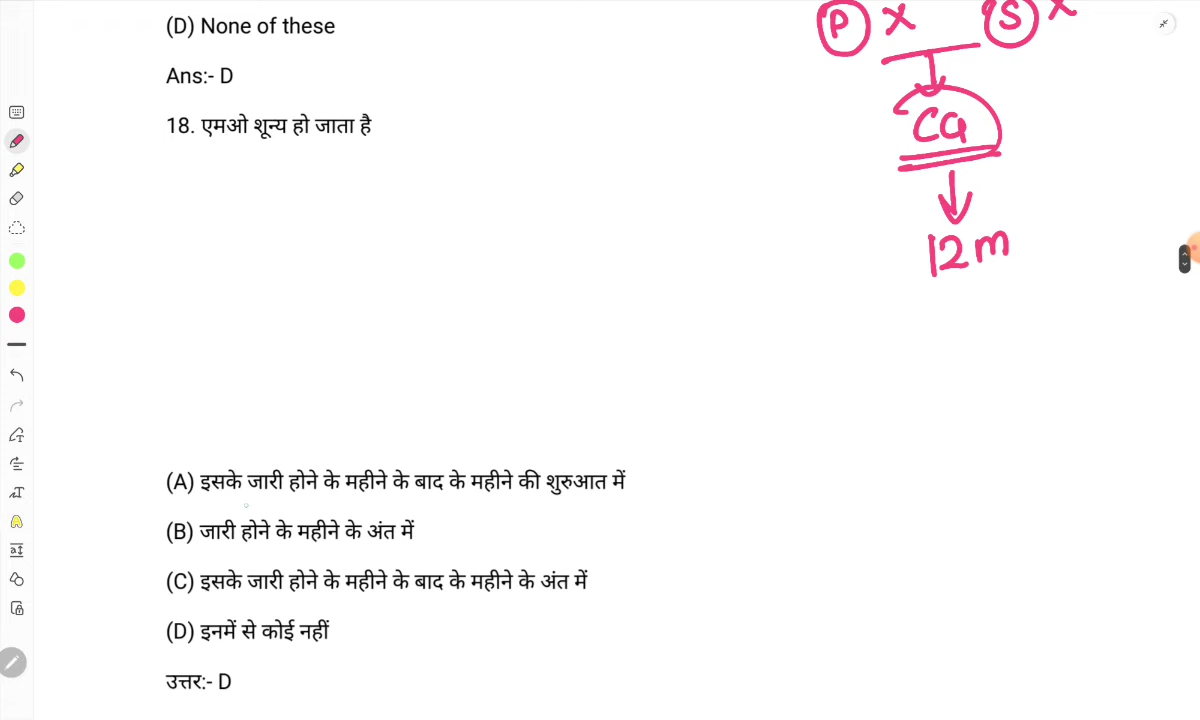 (D) None of these
P X S X
Ans:- D
18. एमओ शून्य हो जाता है
CG
12m
(A) इसके जारी होने के महीने के बाद के महीने की शुरुआत में
(B) जारी होने के महीने के अंत में
(C) इसके जारी होने के महीने के बाद के महीने के अंत में
(D) इनमें से कोई नहीं
उत्तर:- D